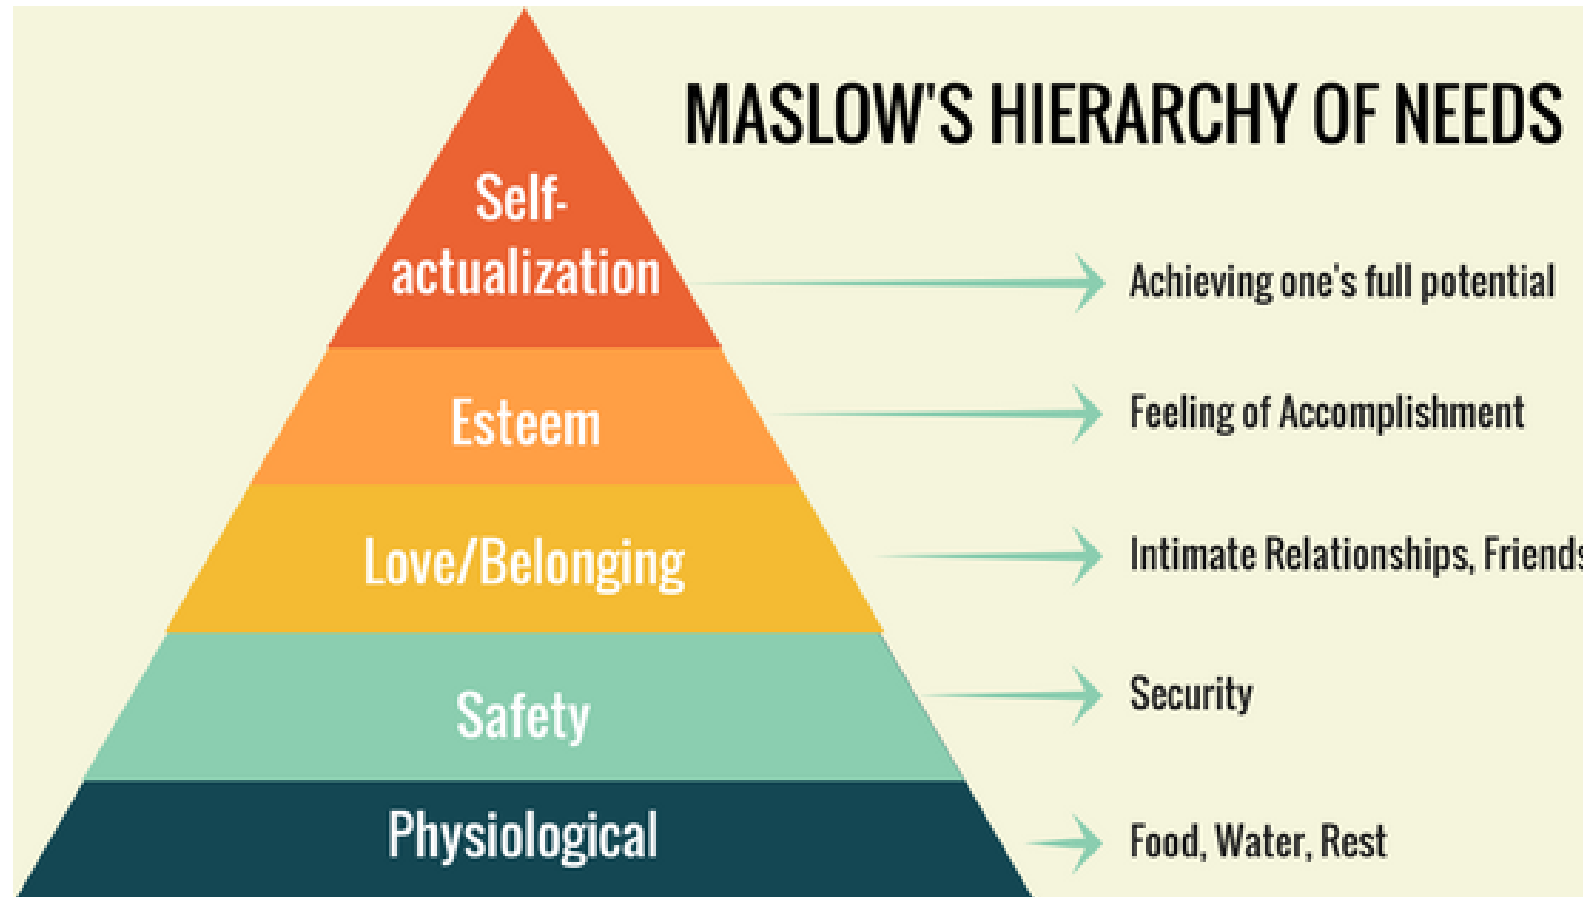 MASLOW'S HIERARCHY OF NEEDS
Self-
actualization
Achieving one's full potential
Esteem
Feeling of Accomplishment
Love/Belonging
Intimate Relationships, Friends
Safety
Security
Physiological
Food, Water, Rest